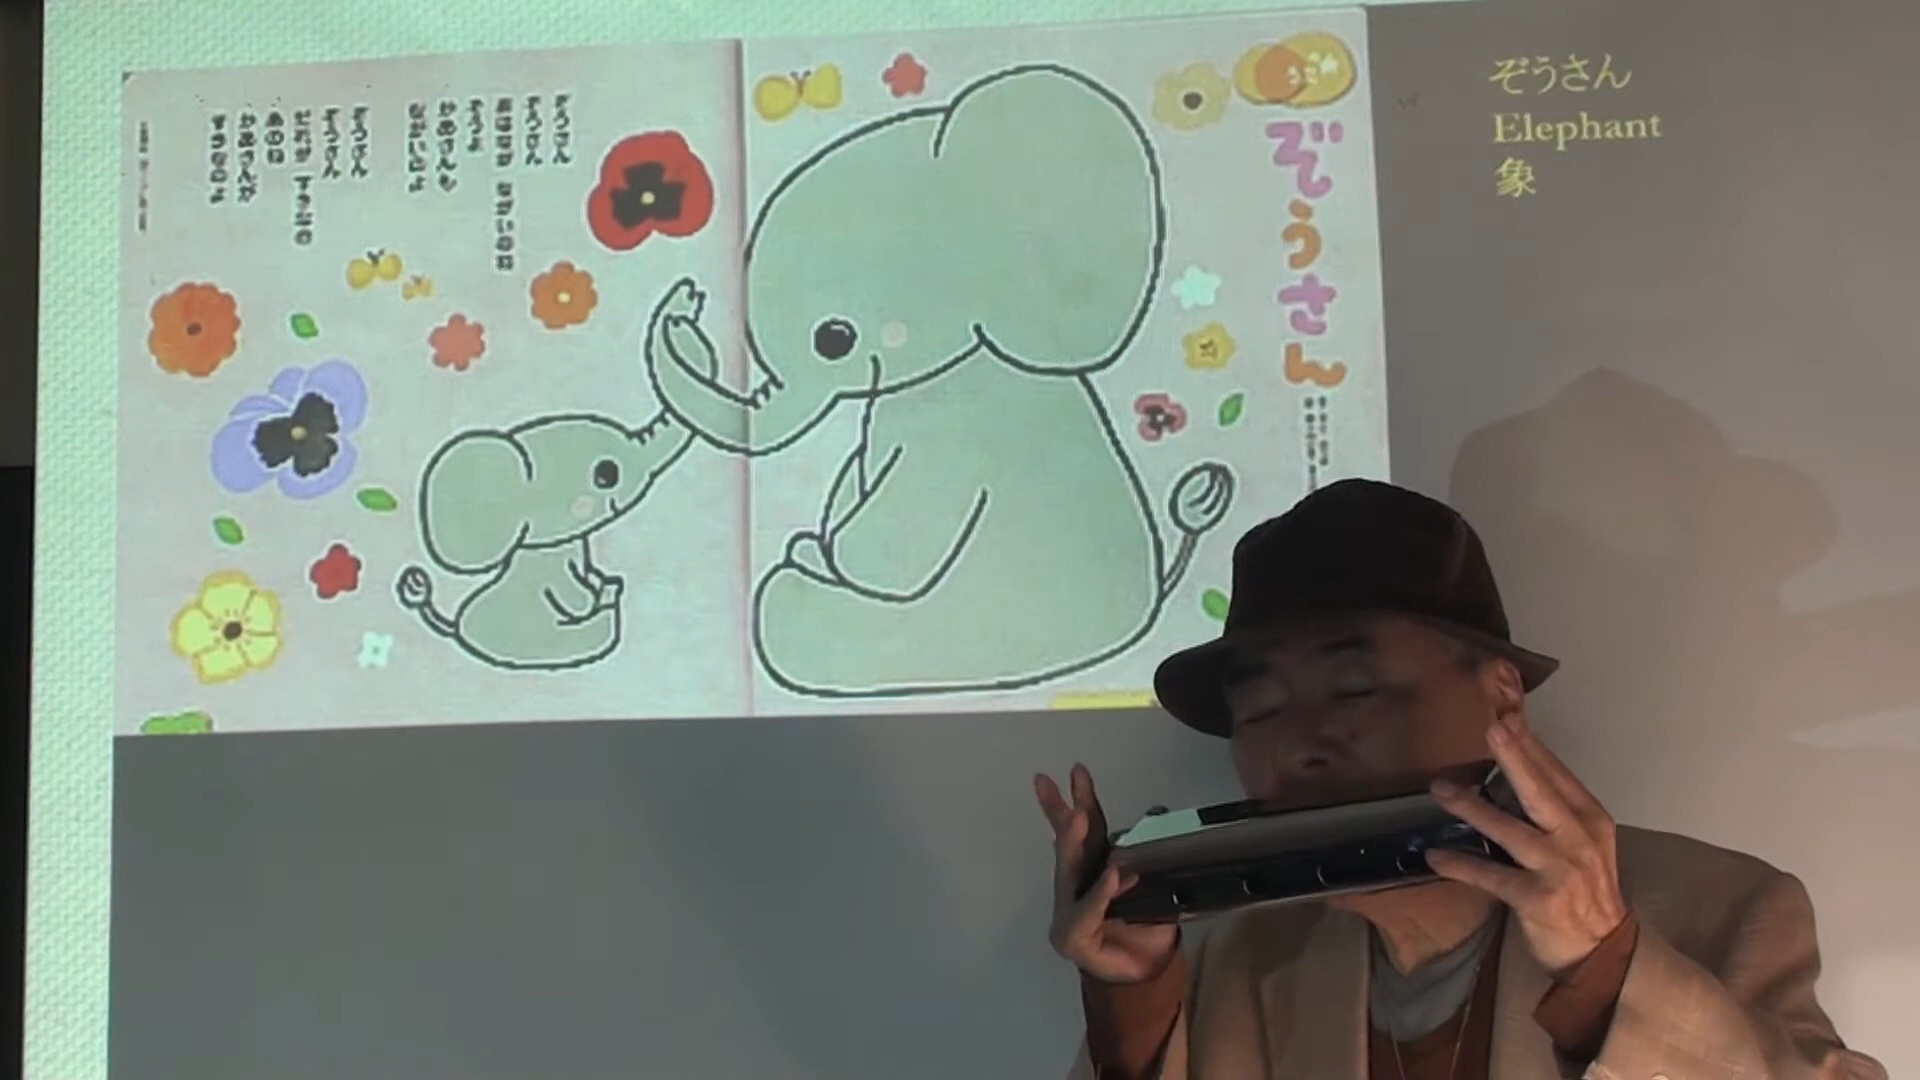 ぞうさん
Elephant
象
うた
ぞうさん
ぞうさん
ぞうさん
おはなが ながいのね
そうよ
かあさんも
ながいのよ
ぞうさん
ぞうさん
だれが すきなの
あのね
かあさんが
すきなのよ